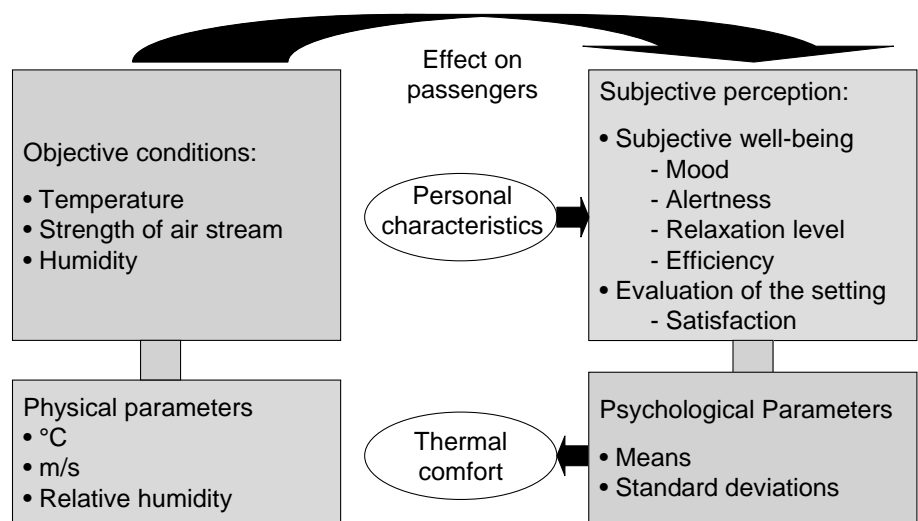 Effect on
passengers
Objective conditions:
• Temperature
• Strength of air stream
• Humidity
Personal
characteristics
Subjective perception:
• Subjective well-being
- Mood
- Alertness
- Relaxation level
- Efficiency
• Evaluation of the setting
- Satisfaction
Physical parameters
• °C
• m/s
• Relative humidity
Thermal
comfort
Psychological Parameters
• Means
• Standard deviations